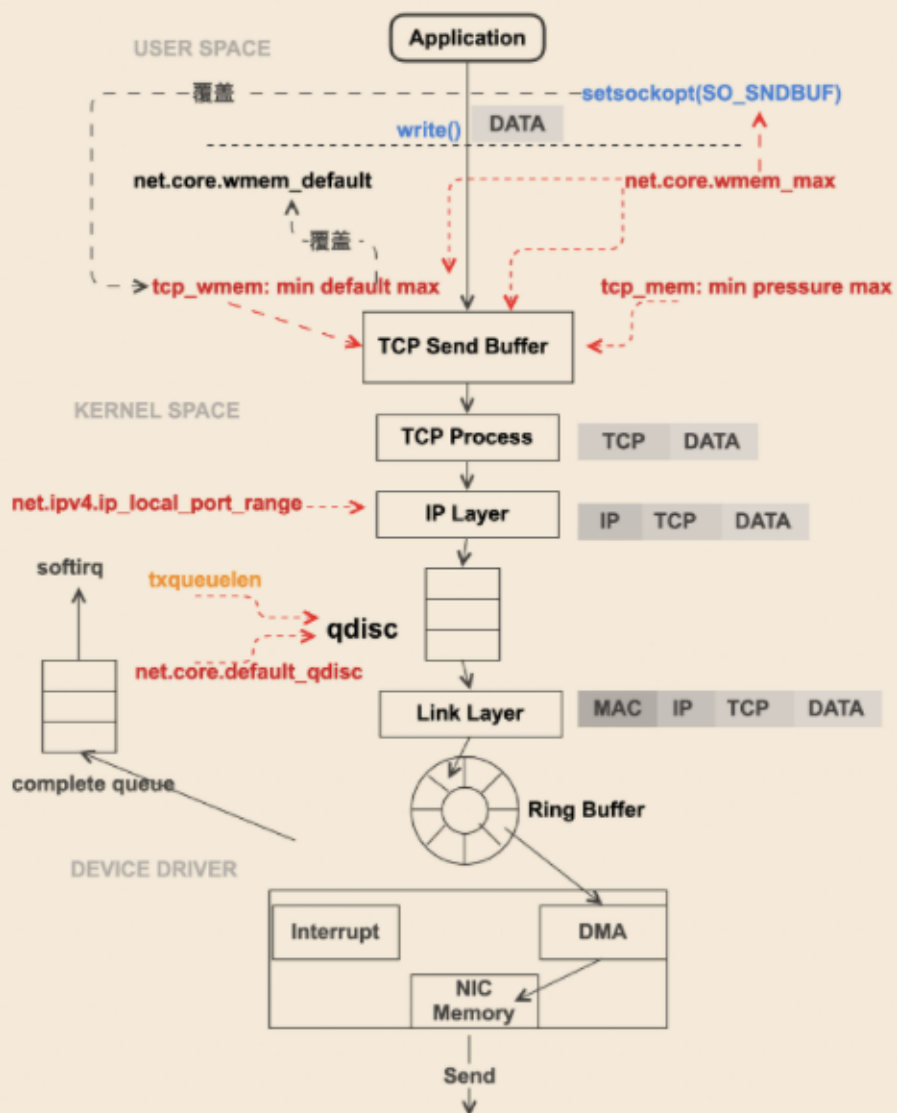 Application
USER SPACE
覆盖
setsockopt(SO_SNDBUF)
write()
DATA
net.core.wmem_default
net.core.wmem_max
覆盖
tcp_wmem: min default max
tcp_mem: min pressure max
TCP Send Buffer
KERNEL SPACE
TCP Process
TCP DATA
net.ipv4.ip_local_port_range
IP Layer
IP TCP DATA
softirq
txqueuelen
qdisc
net.core.default_qdisc
Link Layer
MAC IP TCP DATA
complete queue
Ring Buffer
DEVICE DRIVER
Interrupt
DMA
NIC
Memory
Send